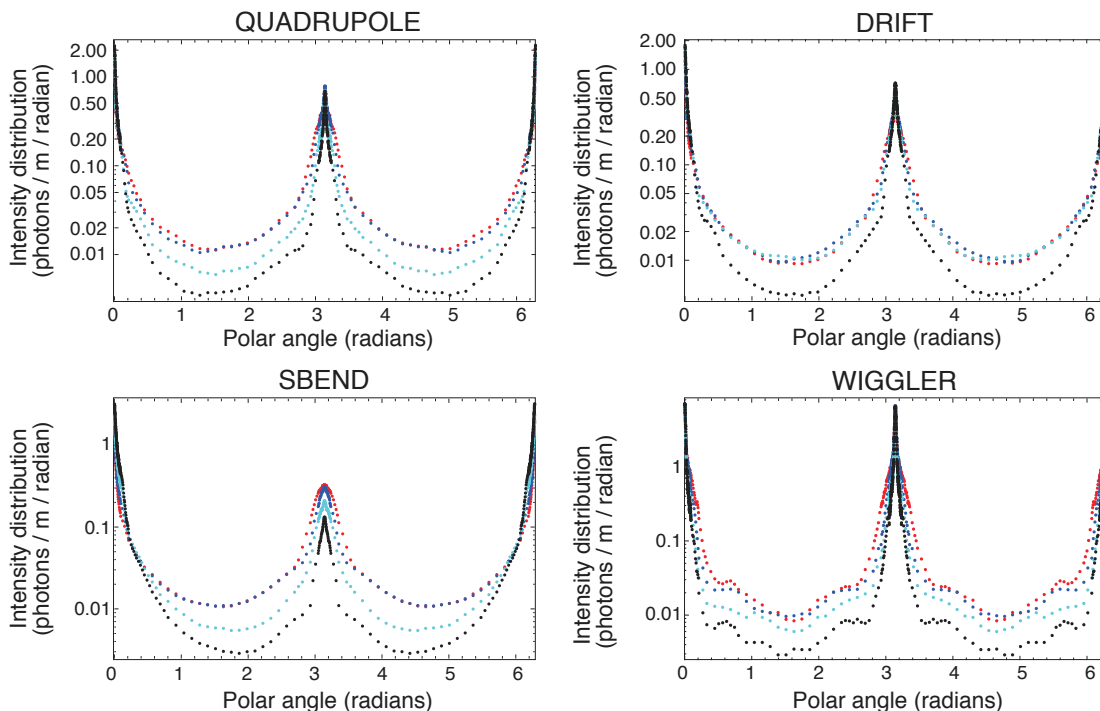 QUADRUPOLE
Intensity distribution
(photons / m / radian)
2.00
1.00
0.50
0.20
0.10
0.05
0.02
0.01
0 1 2 3 4 5 6
Polar angle (radians)
DRIFT
Intensity distribution
(photons / m / radian)
2.00
1.00
0.50
0.20
0.10
0.05
0.02
0.01
0 1 2 3 4 5 6
Polar angle (radians)
SBEND
Intensity distribution
(photons / m / radian)
1
0.1
0.01
0 1 2 3 4 5 6
Polar angle (radians)
WIGGLER
Intensity distribution
(photons / m / radian)
1
0.1
0.01
0 1 2 3 4 5 6
Polar angle (radians)